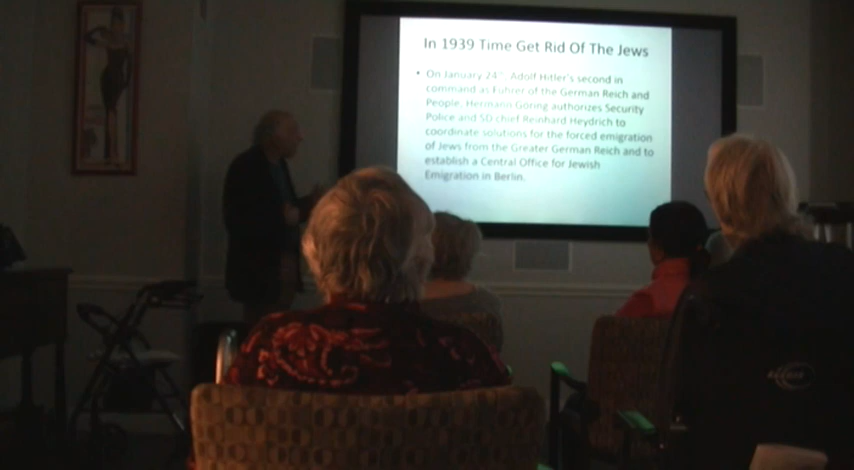 In 1939 Time Get Rid Of The Jews
• On January 24th, Adolf Hitler's second in
command as Fuhrer of the German Reich and
People, Hermann Göring authorizes Security
Police and SD chief Reinhard Heydrich to
coordinate solutions for the forced emigration
of Jews from the Greater German Reich and to
establish a Central Office for Jewish
Emigration in Berlin.